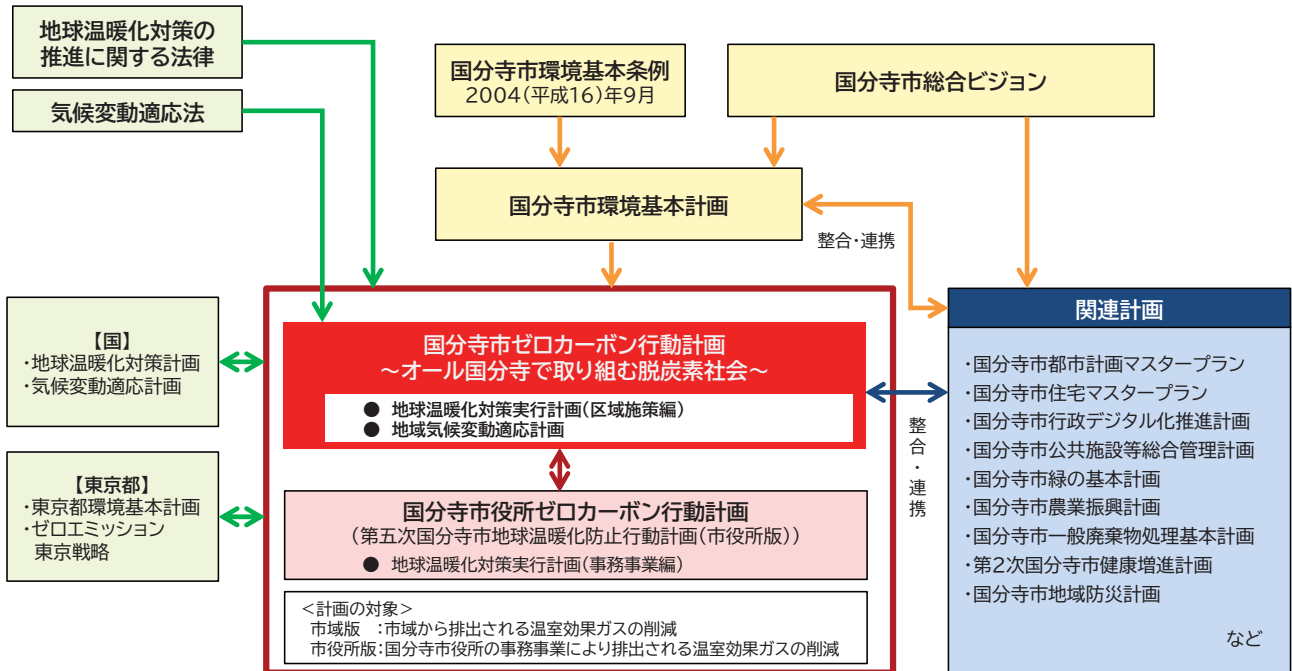 地球温暖化対策の
推進に関する法律
気候変動適応法
国分寺市環境基本条例
2004(平成16)年9月
国分寺市総合ビジョン
国分寺市環境基本計画
整合・連携
【国】
・地球温暖化対策計画
・気候変動適応計画
【東京都】
・東京都環境基本計画
・ゼロエミッション
東京戦略
国分寺市ゼロカーボン行動計画
～オール国分寺で取り組む脱炭素社会～
● 地球温暖化対策実行計画(区域施策編)
● 地域気候変動適応計画
国分寺市役所ゼロカーボン行動計画
(第五次国分寺市地球温暖化防止行動計画(市役所版))
● 地球温暖化対策実行計画(事務事業編)
＜計画の対象＞
市域版　：市域から排出される温室効果ガスの削減
市役所版：国分寺市役所の事務事業により排出される温室効果ガスの削減
整合・連携
関連計画
・国分寺市都市計画マスタープラン
・国分寺市住宅マスタープラン
・国分寺市行政デジタル化推進計画
・国分寺市公共施設等総合管理計画
・国分寺市緑の基本計画
・国分寺市農業振興計画
・国分寺市一般廃棄物処理基本計画
・第2次国分寺市健康増進計画
・国分寺市地域防災計画
など